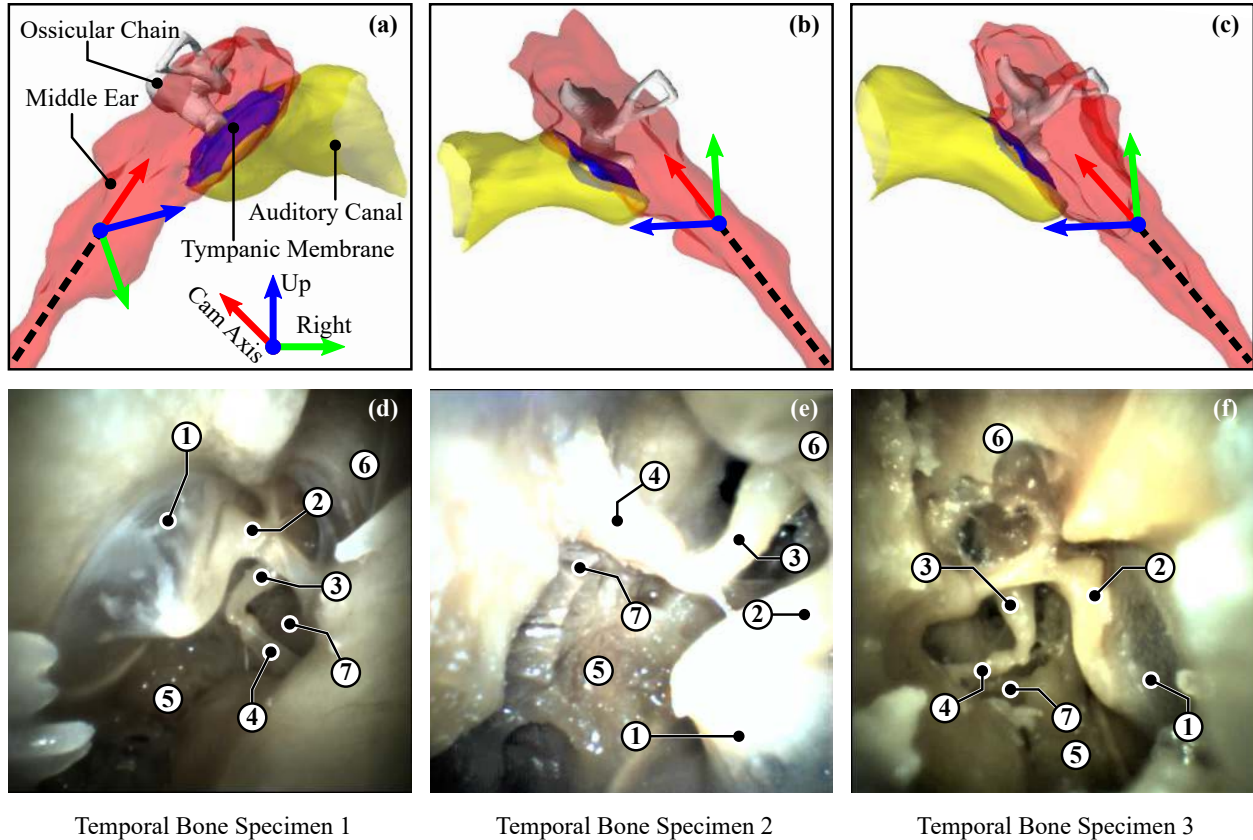 (a)
Ossicular Chain
Middle Ear
Auditory Canal
Tympanic Membrane
Up
Cam Axis
Right
(b)
(c)
(d)
1
6
2
3
7
5
4
(e)
6
4
3
2
7
5
1
(f)
6
3
2
4
7
1
5
Temporal Bone Specimen 1
Temporal Bone Specimen 2
Temporal Bone Specimen 3